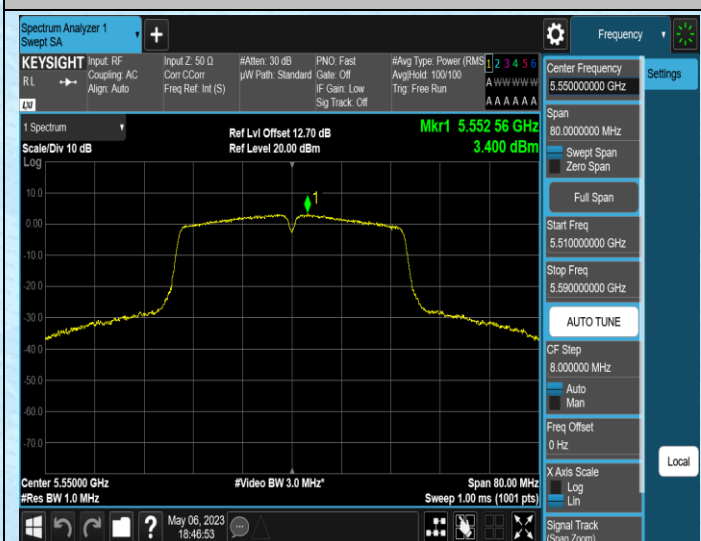 Spectrum Analyzer 1
Swept SA
Frequency
KEYSIGHT
R L
Input: RF
Coupling: AC
Align: Auto
Input Z: 50 Ω
Corr CCorr
Freq Ref: Int (S)
#Atten: 30 dB
µW Path: Standard
PNO: Fast
Gate: Off
IF Gain: Low
Sig Track: Off
#Avg Type: Power (RMS
Avg|Hold: 100/100
Trig: Free Run
1 2 3 4 5 6
A W W W W W
A A A A A A
LXI
1 Spectrum
Scale/Div 10 dB
Log
Ref Lvl Offset 12.70 dB
Ref Level 20.00 dBm
Mkr1 5.552 56 GHz
3.400 dBm
1
10.0
0.00
-10.0
-20.0
-30.0
-40.0
-50.0
-60.0
-70.0
Center 5.55000 GHz
#Res BW 1.0 MHz
#Video BW 3.0 MHz*
Span 80.00 MHz
Sweep 1.00 ms (1001 pts)
May 06, 2023
18:46:53
Center Frequency
5.550000000 GHz
Span
80.0000000 MHz
Swept Span
Zero Span
Full Span
Start Freq
5.510000000 GHz
Stop Freq
5.590000000 GHz
AUTO TUNE
CF Step
8.000000 MHz
Auto
Man
Freq Offset
0 Hz
X Axis Scale
Log
Lin
Signal Track
(Span Zoom)
Settings
Local